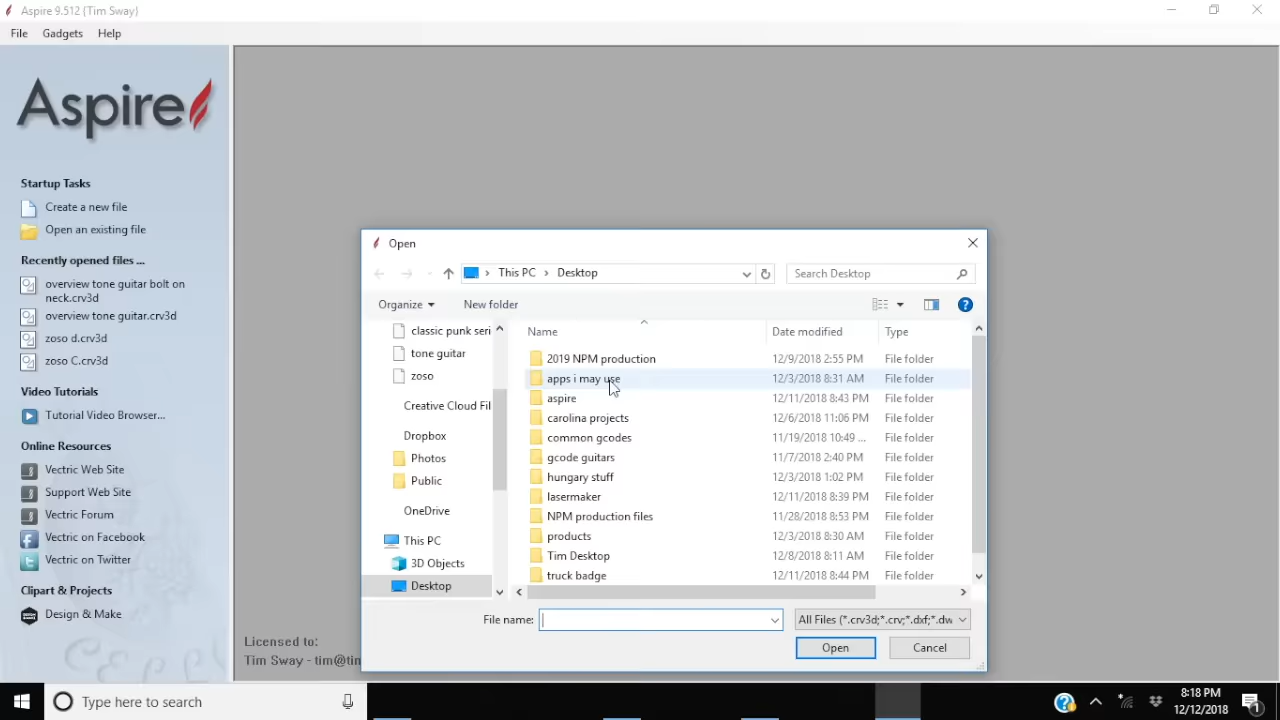 Aspire 9.512 (Tim Sway)
File Gadgets Help
Aspire
Startup Tasks
Create a new file
Open an existing file
Recently opened files ...
overview tone guitar bolt on
neck.crv3d
overview tone guitar.crv3d
zoso d.crv3d
zoso C.crv3d
Video Tutorials
Tutorial Video Browser...
Online Resources
Vectric Web Site
Support Web Site
Vectric Forum
Vectric on Facebook
Vectric on Twitter
Clipart & Projects
Design & Make
Licensed to:
Tim Sway - tim@tin
Open
This PC > Desktop
Search Desktop
Organize New folder
classic punk seri
tone guitar
zoso
Creative Cloud Fil
Dropbox
Photos
Public
OneDrive
This PC
3D Objects
Desktop
Name Date modified Type
2019 NPM production 12/9/2018 2:55 PM File folder
apps i may use 12/3/2018 8:31 AM File folder
aspire 12/11/2018 8:43 PM File folder
carolina projects 12/6/2018 11:06 PM File folder
common gcodes 11/19/2018 10:49 ... File folder
gcode guitars 11/7/2018 2:40 PM File folder
hungary stuff 12/3/2018 1:02 PM File folder
lasermaker 12/11/2018 8:39 PM File folder
NPM production files 11/28/2018 8:53 PM File folder
products 12/3/2018 8:30 AM File folder
Tim Desktop 12/8/2018 8:11 AM File folder
truck badge 12/11/2018 8:44 PM File folder
File name: All Files (*.crv3d;*.crv;*.dxf;*.dw
Open Cancel
Type here to search
8:18 PM
12/12/2018
1